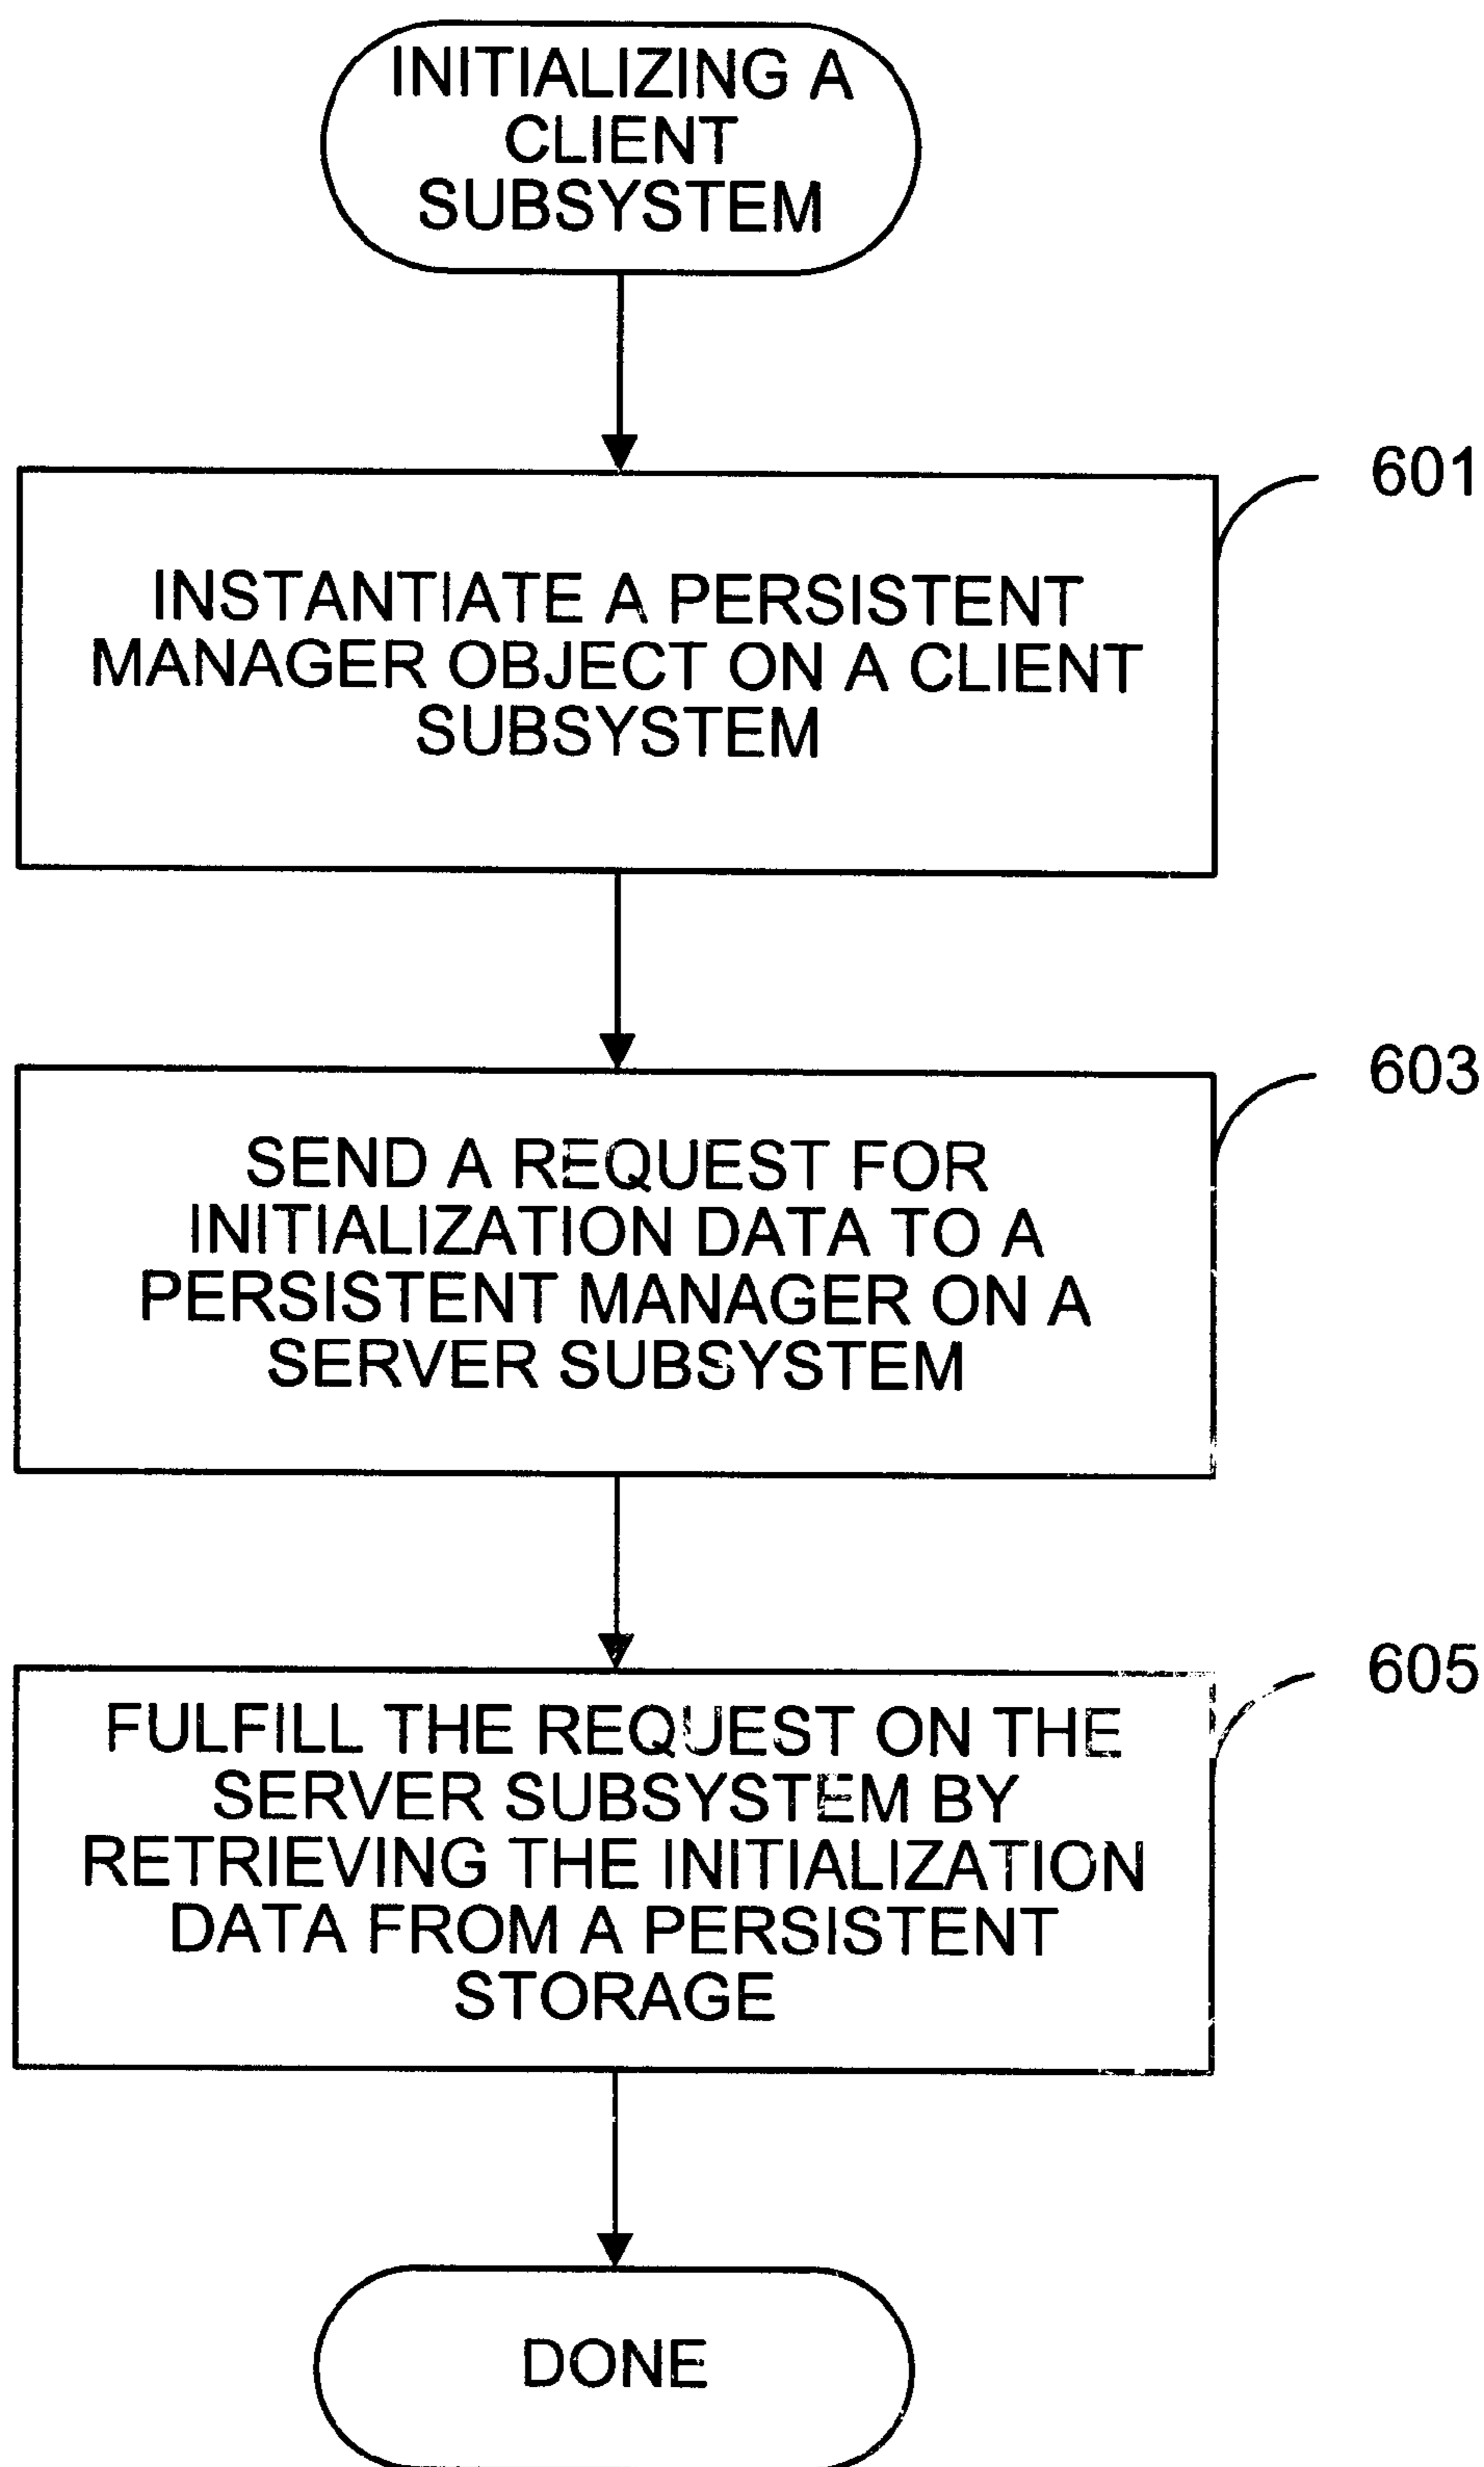 INITIALIZING A
CLIENT
SUBSYSTEM
601
INSTANTIATE A PERSISTENT
MANAGER OBJECT ON A CLIENT
SUBSYSTEM
603
SEND A REQUEST FOR
INITIALIZATION DATA TO A
PERSISTENT MANAGER ON A
SERVER SUBSYSTEM
605
FULFILL THE REQUEST ON THE
SERVER SUBSYSTEM BY
RETRIEVING THE INITIALIZATION
DATA FROM A PERSISTENT
STORAGE
DONE